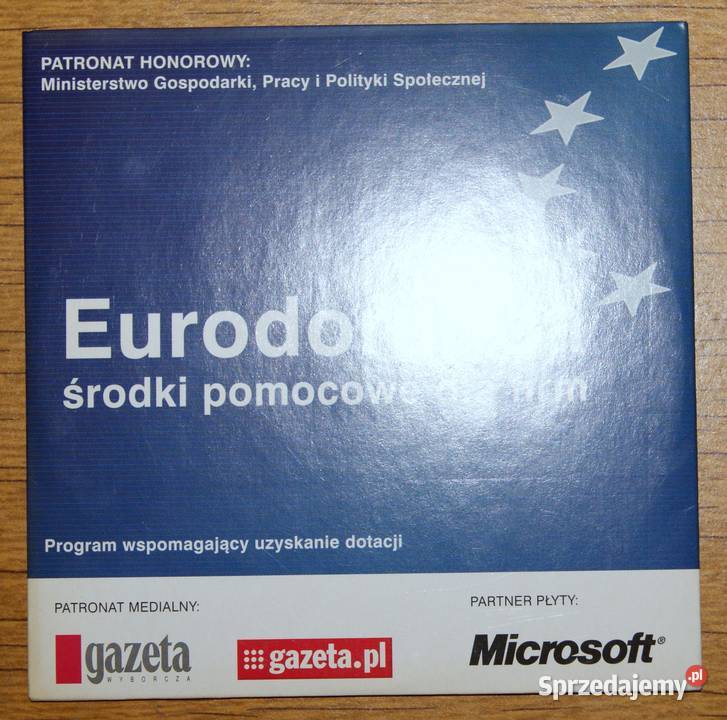 PATRONAT HONOROWY:
Ministerstwo Gospodarki, Pracy i Polityki Społecznej
środki pomocowe
Program wspomagający uzyskanie dotacji
PATRONAT MEDIALNY:
PARTNER PŁYTY:
gazeta
WYBORCZA
gazeta.pl
Microsoft®
Sprzedajemy.pl